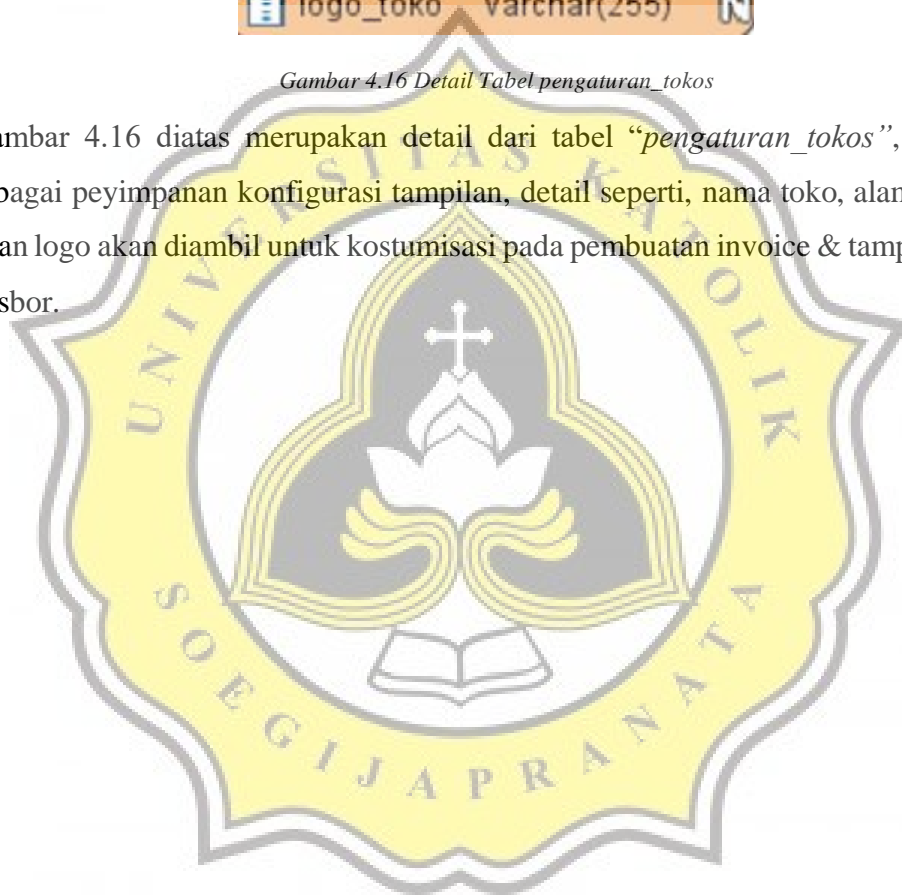 logo_toko varchar(255) N
Gambar 4.16 Detail Tabel pengaturan_tokos
mbar 4.16 diatas merupakan detail dari tabel “pengaturan_tokos”,
bagai peyimpanan konfigurasi tampilan, detail seperti, nama toko, alam
an logo akan diambil untuk kostumisasi pada pembuatan invoice & tamp
sbor.
UNIVERSITAS KATOLIK
SOEGIJAPRANATA